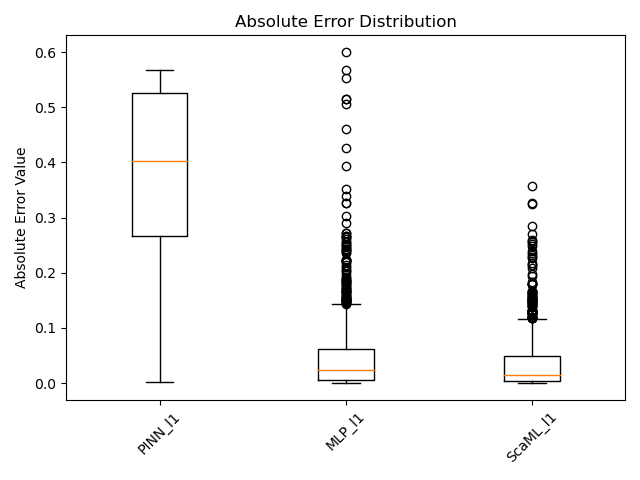 Absolute Error Distribution
0.6
0.5
0.4
0.3
0.2
0.1
0.0
Absolute Error Value
PINN_l1
MLP_l1
ScaML_l1